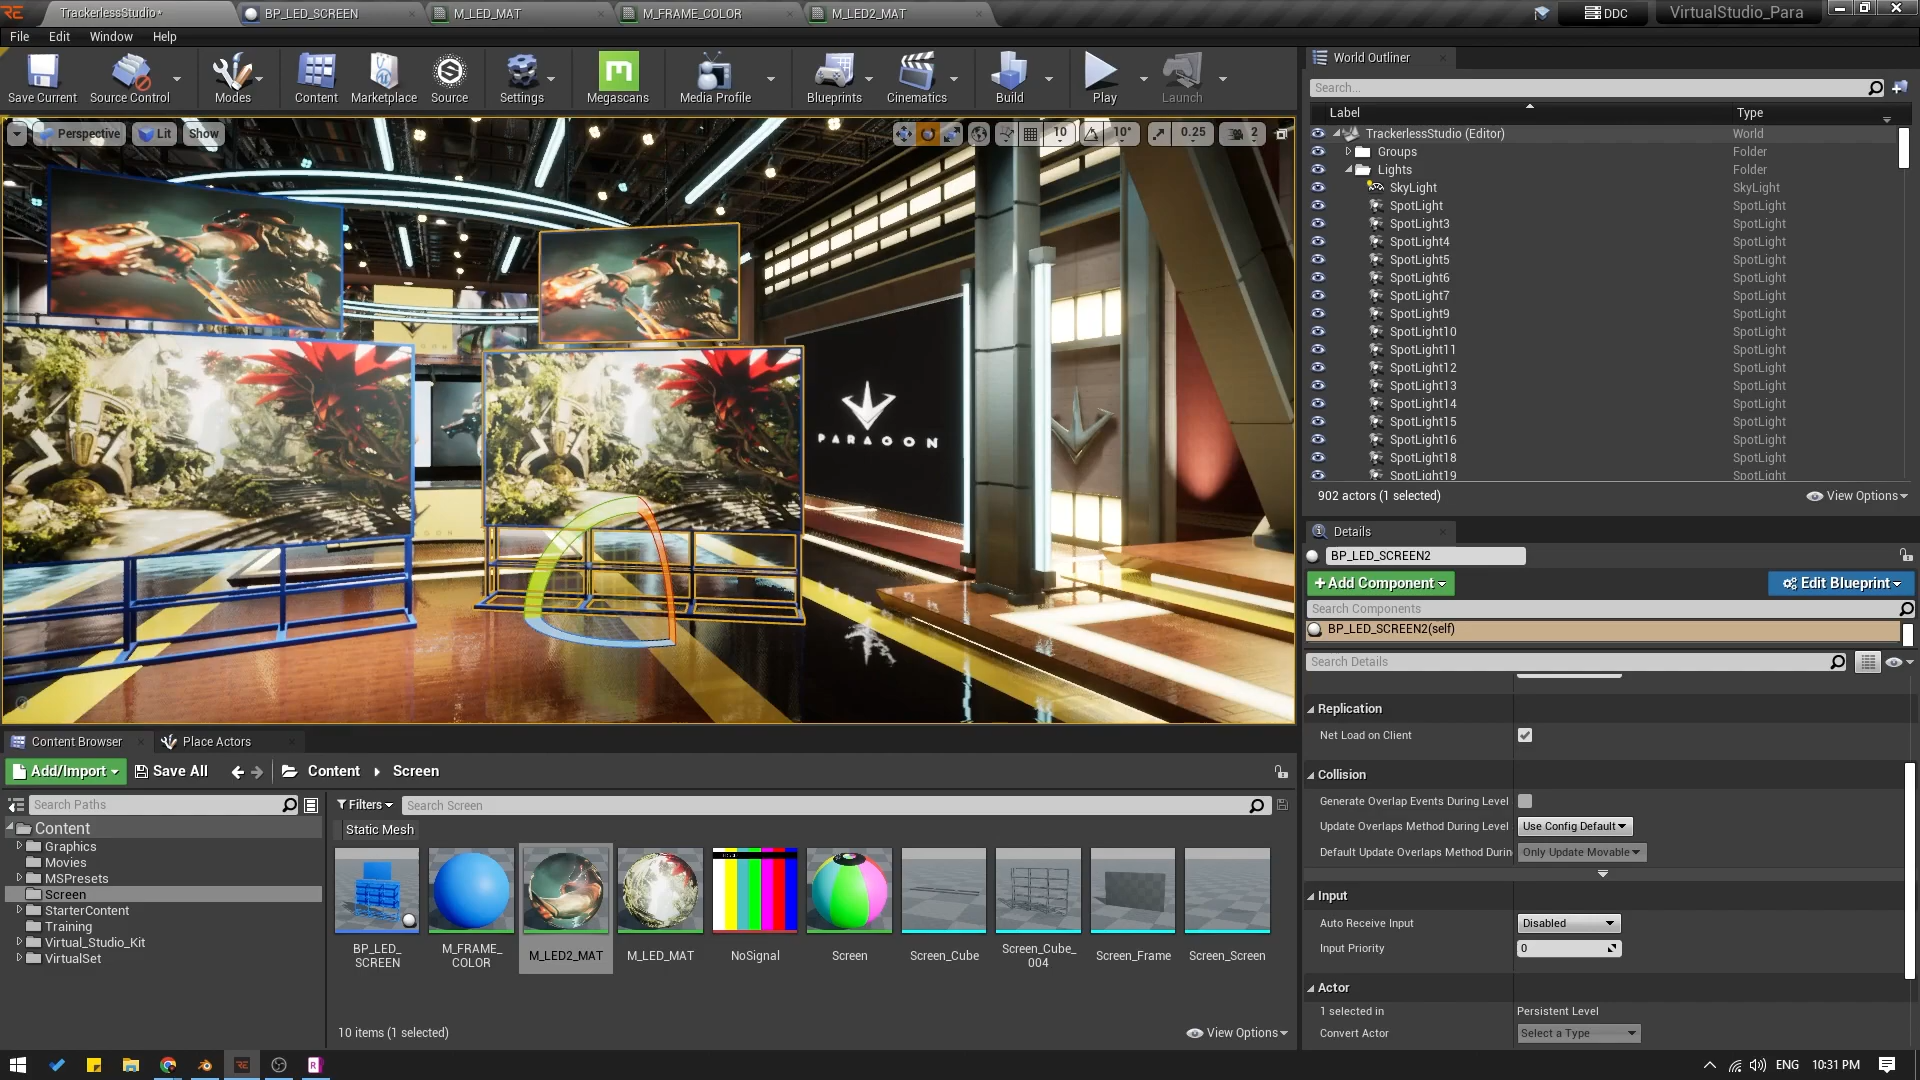 TrackerlessStudio*
BP_LED_SCREEN
M_LED_MAT
M_FRAME_COLOR
M_LED2_MAT
DDC
VirtualStudio_Para
File
Edit
Window
Help
Save Current
Source Control
Modes
Content
Marketplace
Source
Settings
Megascans
Media Profile
Blueprints
Cinematics
Build
Play
Launch
Perspective
Lit
Show
10
10°
0.25
2
PARAGON
World Outliner
Search...
Label
Type
TrackerlessStudio (Editor)
World
Groups
Folder
Lights
Folder
SkyLight
SkyLight
SpotLight
SpotLight
SpotLight3
SpotLight
SpotLight4
SpotLight
SpotLight5
SpotLight
SpotLight6
SpotLight
SpotLight7
SpotLight
SpotLight9
SpotLight
SpotLight10
SpotLight
SpotLight11
SpotLight
SpotLight12
SpotLight
SpotLight13
SpotLight
SpotLight14
SpotLight
SpotLight15
SpotLight
SpotLight16
SpotLight
SpotLight18
SpotLight
SpotLight19
SpotLight
902 actors (1 selected)
View Options
Details
BP_LED_SCREEN2
+Add Component
Edit Blueprint
Search Components
BP_LED_SCREEN2(self)
Search Details
Replication
Net Load on Client
Collision
Generate Overlap Events During Level
Update Overlaps Method During Level
Use Config Default
Default Update Overlaps Method Durin
Only Update Movable
Input
Auto Receive Input
Disabled
Input Priority
0
Actor
1 selected in
Persistent Level
Convert Actor
Select a Type
Content Browser
Place Actors
Add/Import
Save All
Content
Screen
Search Paths
Filters
Search Screen
Static Mesh
Content
Graphics
Movies
MSPresets
Screen
StarterContent
Training
Virtual_Studio_Kit
VirtualSet
BP_LED_
SCREEN
M_FRAME_
COLOR
M_LED2_MAT
M_LED_MAT
NoSignal
Screen
Screen_Cube
Screen_Cube_
004
Screen_Frame
Screen_Screen
10 items (1 selected)
View Options
ENG
10:31 PM